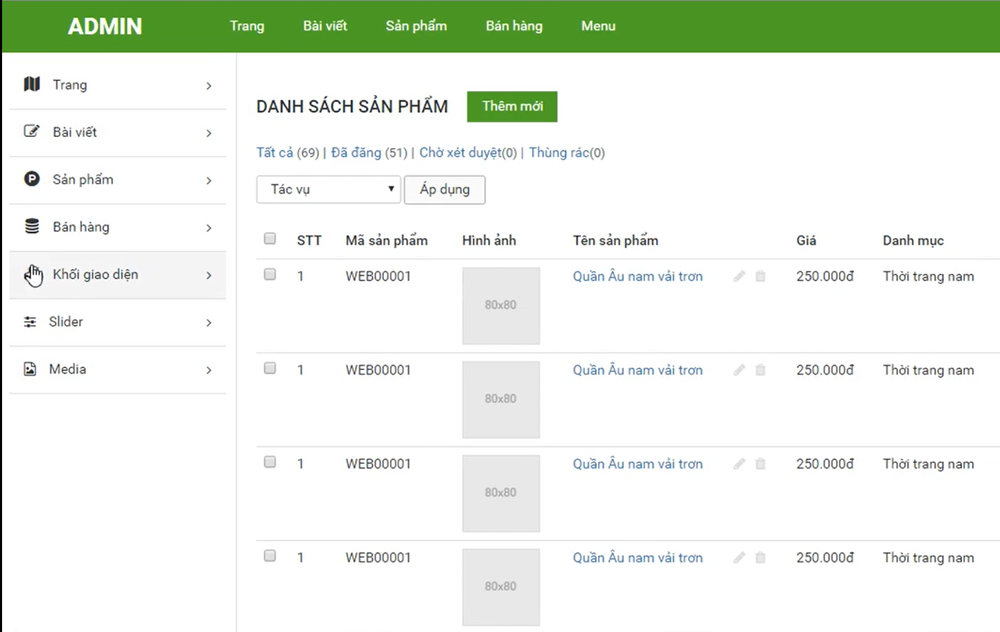 ADMIN Trang Bài viết Sản phẩm Bán hàng Menu
Trang
Bài viết
Sản phẩm
Bán hàng
Khối giao diện
Slider
Media
DANH SÁCH SẢN PHẨM Thêm mới
Tất cả (69) | Đã đăng (51) | Chờ xét duyệt(0) | Thùng rác(0)
Tác vụ Áp dụng
STT Mã sản phẩm Hình ảnh Tên sản phẩm Giá Danh mục
1 WEB00001 80x80 Quần Âu nam vải trơn 250.000đ Thời trang nam
1 WEB00001 80x80 Quần Âu nam vải trơn 250.000đ Thời trang nam
1 WEB00001 80x80 Quần Âu nam vải trơn 250.000đ Thời trang nam
1 WEB00001 80x80 Quần Âu nam vải trơn 250.000đ Thời trang nam